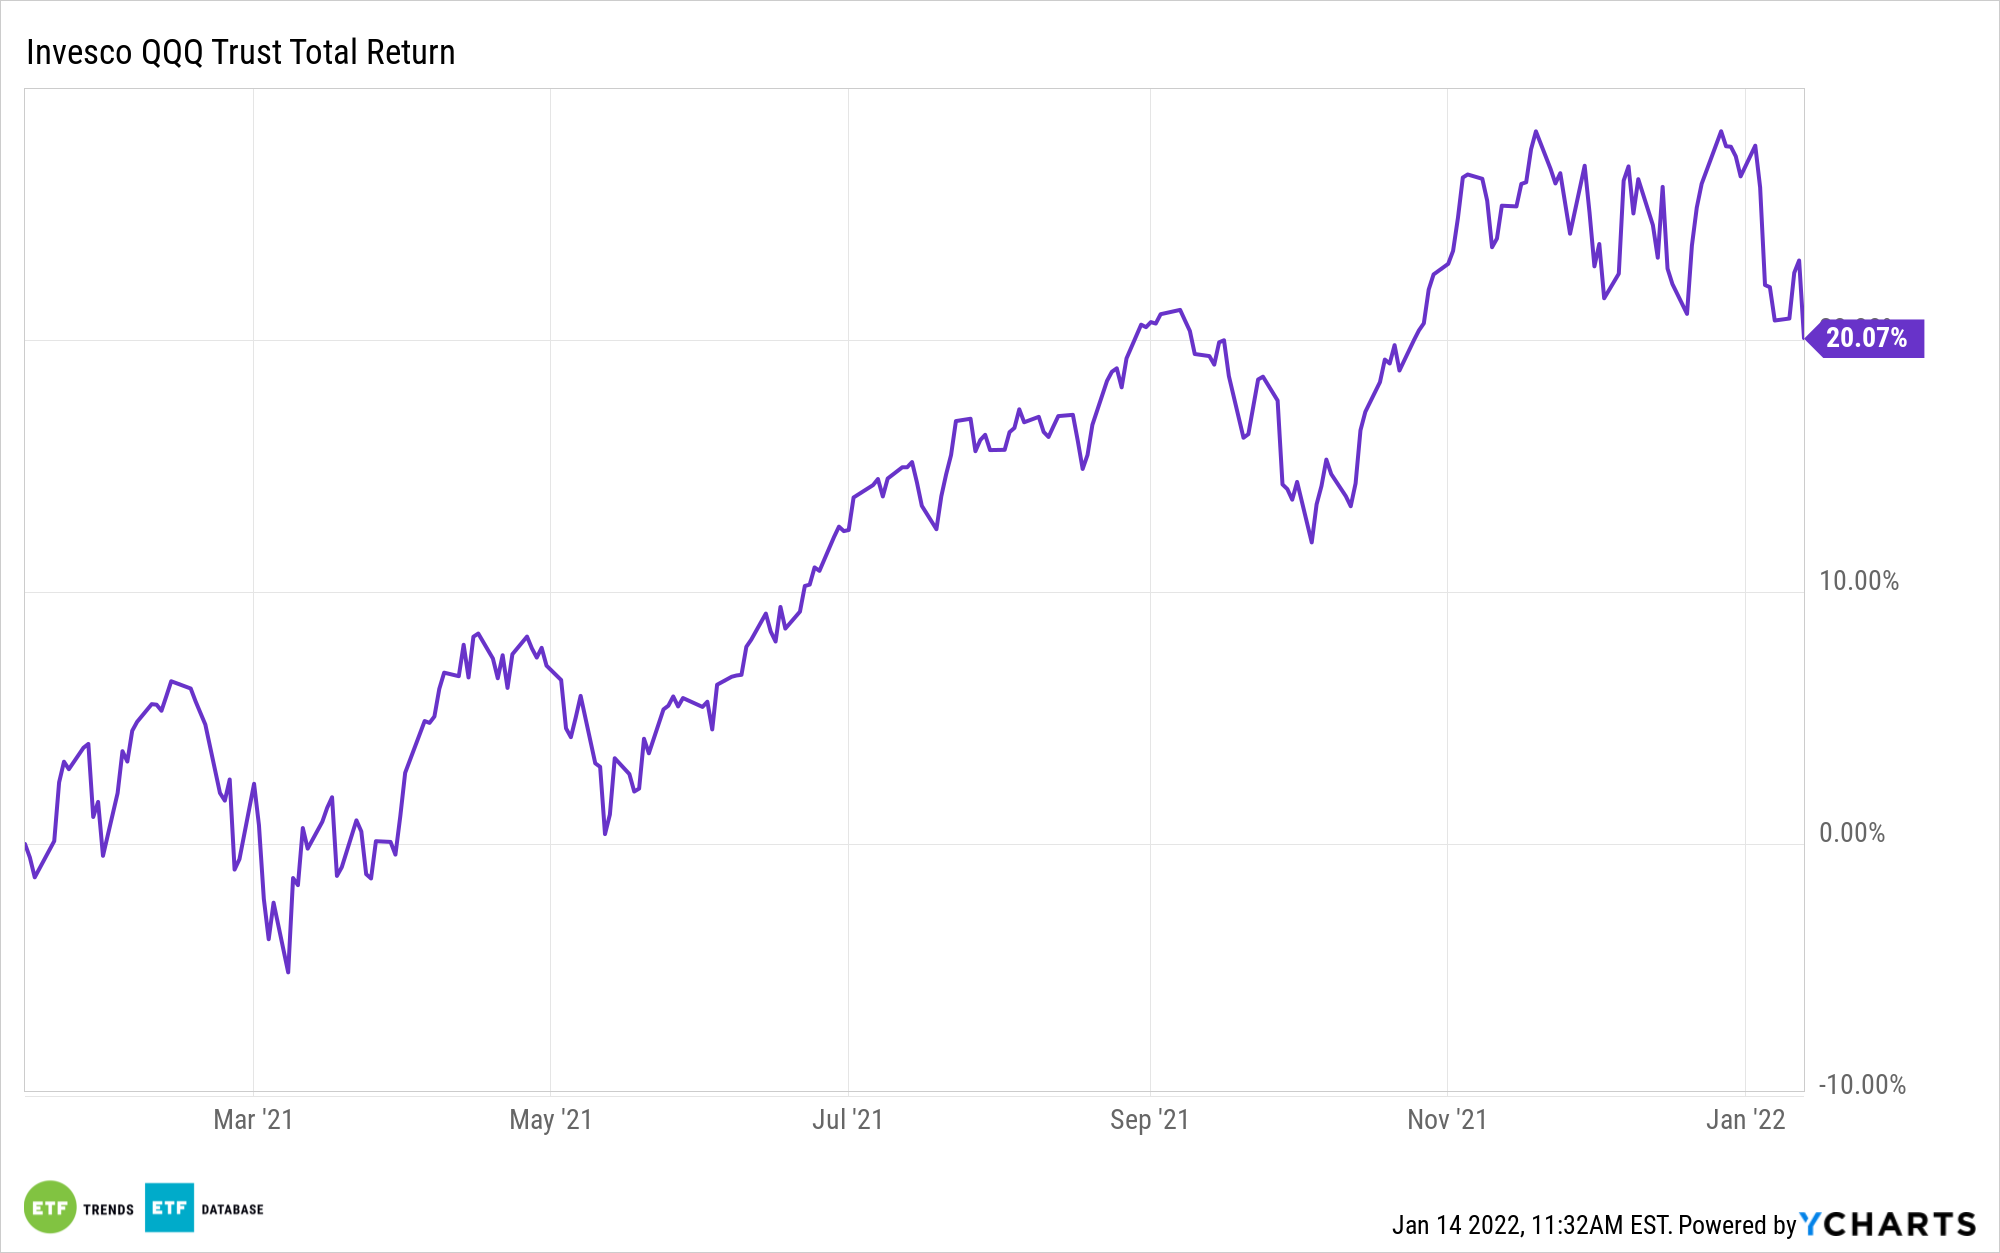 Invesco QQQ Trust Total Return
20.07%
10.00%
0.00%
-10.00%
Mar '21 May '21 Jul '21 Sep '21 Nov '21 Jan '22
ETF TRENDS ETF DATABASE
Jan 14 2022, 11:32AM EST. Powered by YCHARTS